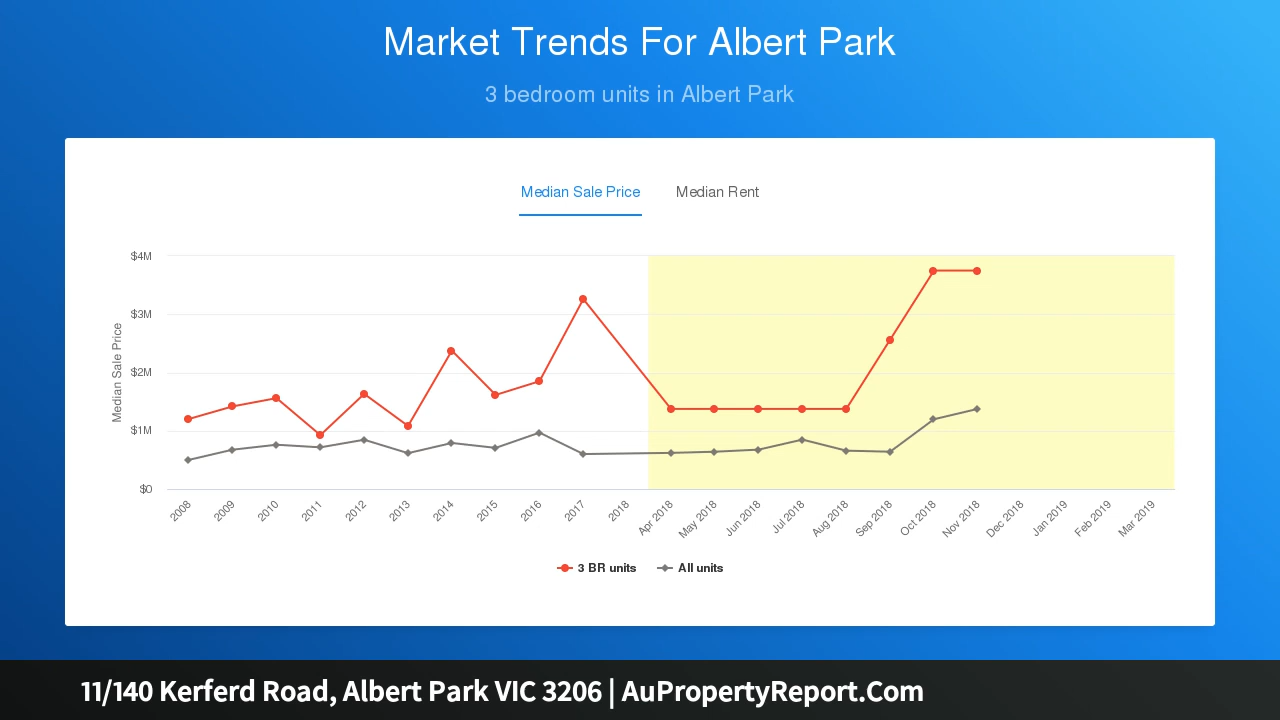 Market Trends For Albert Park
3 bedroom units in Albert Park
Median Sale Price
Median Rent
Median Sale Price
$4M
$3M
$2M
$1M
$0
2008
2009
2010
2011
2012
2013
2014
2015
2016
2017
2018
Apr 2018
May 2018
Jun 2018
Jul 2018
Aug 2018
Sep 2018
Oct 2018
Nov 2018
Dec 2018
Jan 2019
Feb 2019
Mar 2019
3 BR units
All units
11/140 Kerferd Road, Albert Park VIC 3206 | AuPropertyReport.Com